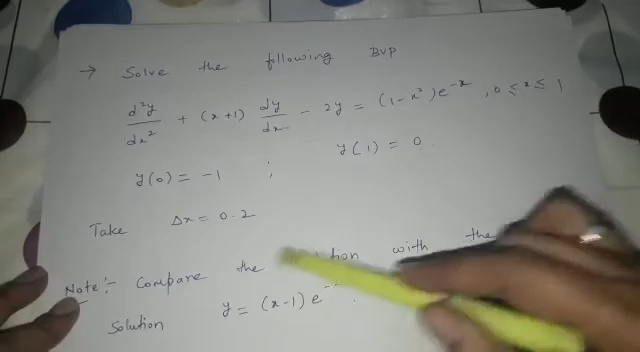 → Solve the following BVP
d²y/dx² + (x+1) dy/dx - 2y = (1-x²)e⁻ˣ , 0 ≤ x ≤ 1
y(0) = -1 ; y(1) = 0
Take Δx = 0.2
Note:- Compare the with the
Solution y = (x-1) e